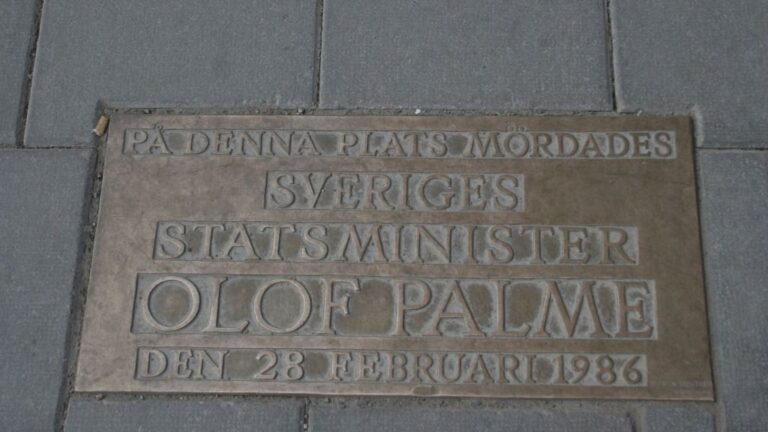 PÅ DENNA PLATS MÖRDADES
SVERIGES
STATSMINISTER
OLOF PALME
DEN 28 FEBRUARI 1986